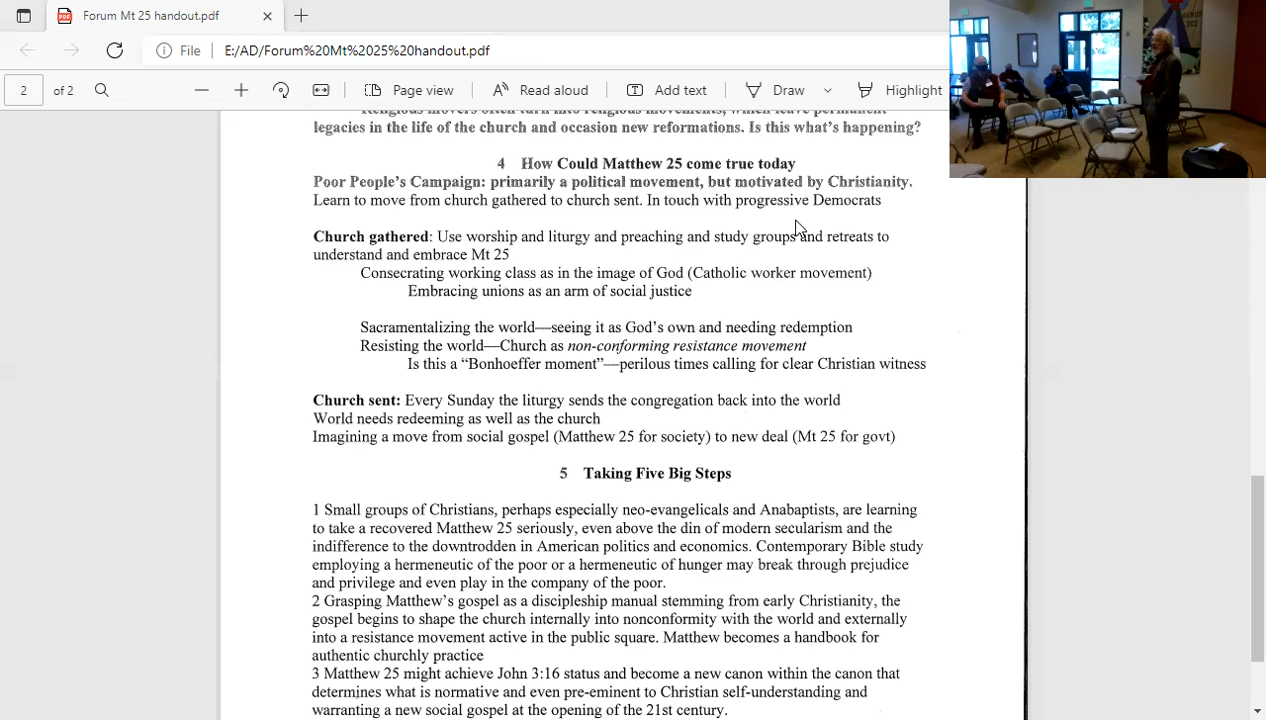 Forum Mt 25 handout.pdf
File E:/AD/Forum%20Mt%2025%20handout.pdf
2 of 2 Page view Read aloud Add text Draw Highlight
Religious movers often turn into religious movements, which leave permanent
legacies in the life of the church and occasion new reformations. Is this what's happening?
4 How Could Matthew 25 come true today
Poor People's Campaign: primarily a political movement, but motivated by Christianity.
Learn to move from church gathered to church sent. In touch with progressive Democrats
Church gathered: Use worship and liturgy and preaching and study groups and retreats to
understand and embrace Mt 25
Consecrating working class as in the image of God (Catholic worker movement)
Embracing unions as an arm of social justice
Sacramentalizing the world—seeing it as God's own and needing redemption
Resisting the world—Church as non-conforming resistance movement
Is this a “Bonhoeffer moment”—perilous times calling for clear Christian witness
Church sent: Every Sunday the liturgy sends the congregation back into the world
World needs redeeming as well as the church
Imagining a move from social gospel (Matthew 25 for society) to new deal (Mt 25 for govt)
5 Taking Five Big Steps
1 Small groups of Christians, perhaps especially neo-evangelicals and Anabaptists, are learning
to take a recovered Matthew 25 seriously, even above the din of modern secularism and the
indifference to the downtrodden in American politics and economics. Contemporary Bible study
employing a hermeneutic of the poor or a hermeneutic of hunger may break through prejudice
and privilege and even play in the company of the poor.
2 Grasping Matthew's gospel as a discipleship manual stemming from early Christianity, the
gospel begins to shape the church internally into nonconformity with the world and externally
into a resistance movement active in the public square. Matthew becomes a handbook for
authentic churchly practice
3 Matthew 25 might achieve John 3:16 status and become a new canon within the canon that
determines what is normative and even pre-eminent to Christian self-understanding and
warranting a new social gospel at the opening of the 21st century.